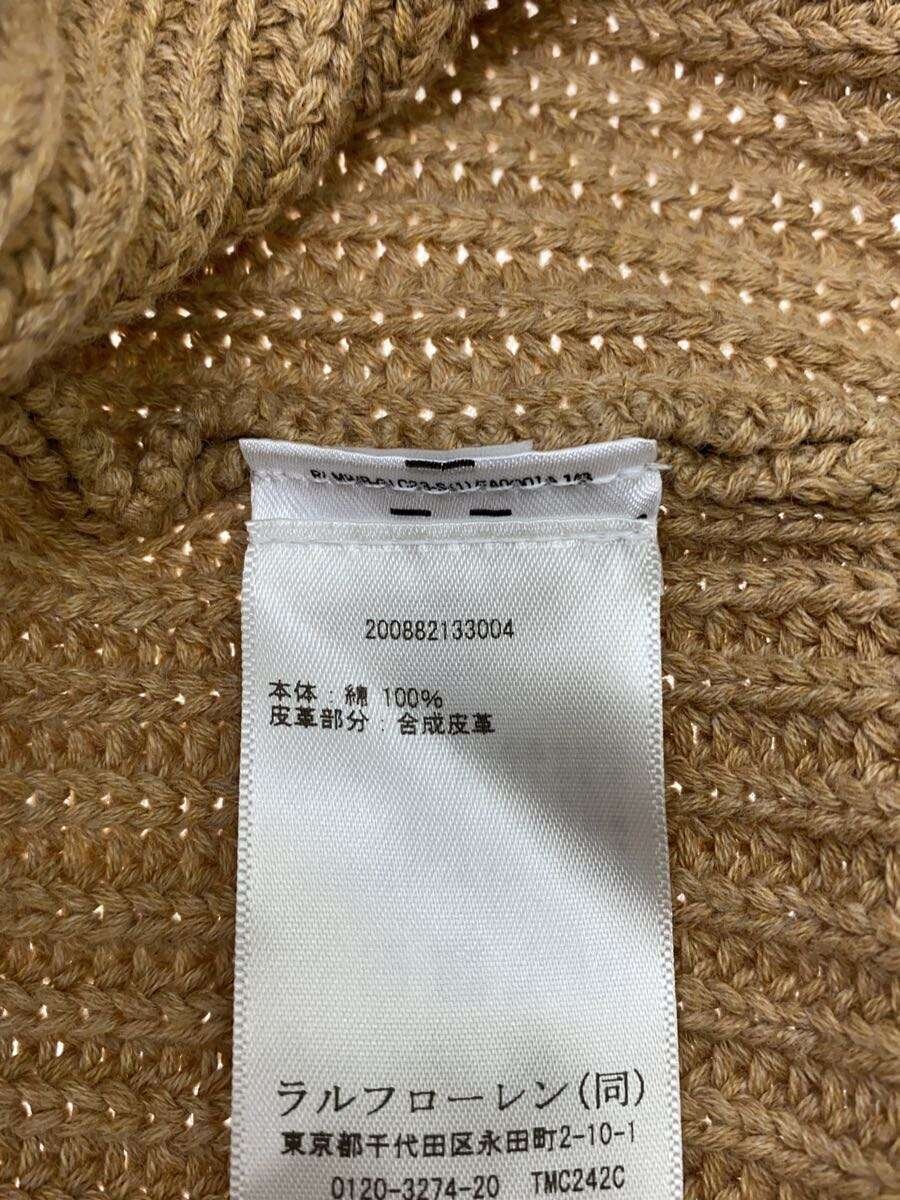 200882133004
本体:綿 100%
皮革部分:合成皮革
ラルフローレン(同)
東京都千代田区永田町2-10-1
0120-3274-20 TMC242C